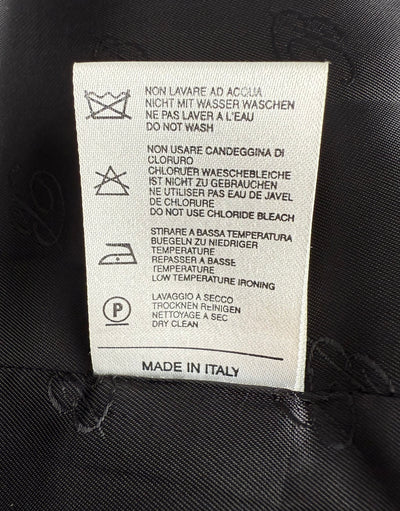 NON LAVARE AD ACQUA
NICHT MIT WASSER WASCHEN
NE PAS LAVER A L'EAU
DO NOT WASH
NON USARE CANDEGGINA DI
CLORURO
CHLORUER WAESCHEBLEICHE
IST NICHT ZU GEBRAUCHEN
NE UTILISER PAS EAU DE JAVEL
DE CHLORURE
DO NOT USE CHLORIDE BLEACH
STIRARE A BASSA TEMPERATURA
BUEGELN ZU NIEDRIGER
TEMPERATURE
REPASSER A BASSE
TEMPERATURE
LOW TEMPERATURE IRONING
P
LAVAGGIO A SECCO
TROCKNEN REINIGEN
NETTOYAGE A SEC
DRY CLEAN
MADE IN ITALY